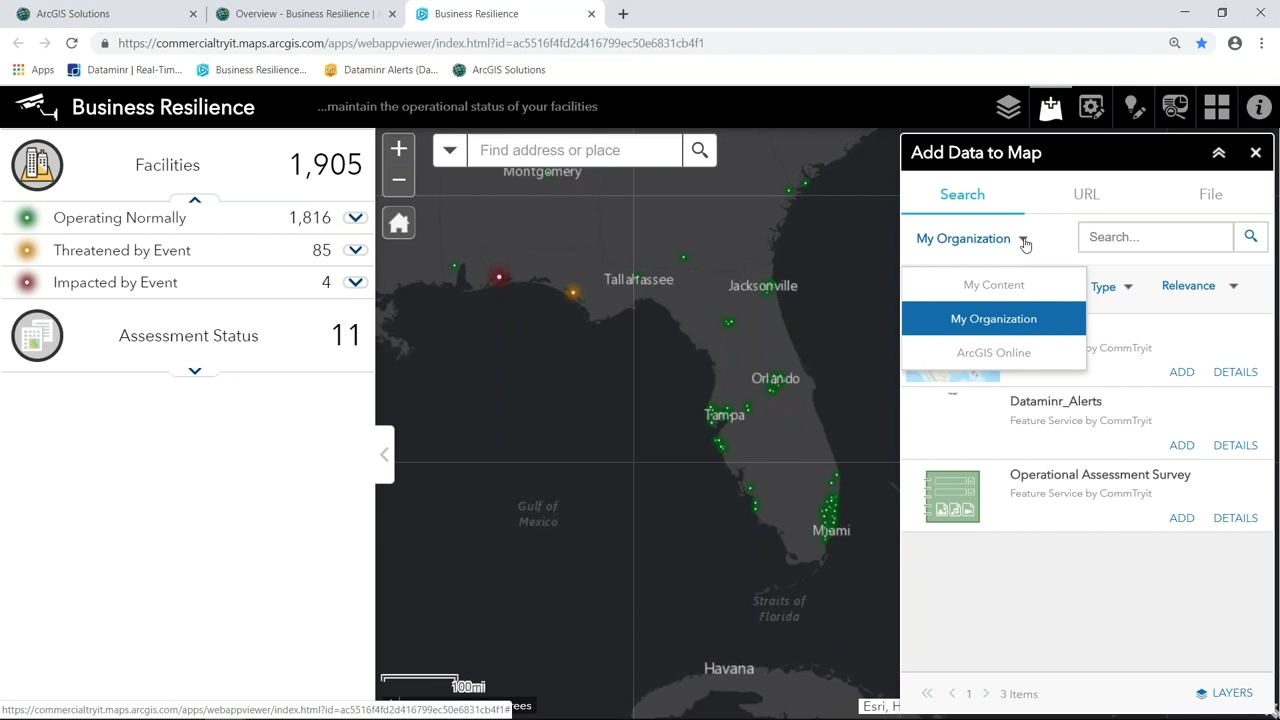 ArcGIS Solutions
Overview - Business Resilience | A
Business Resilience
https://commercialtryit.maps.arcgis.com/apps/webappviewer/index.html?id=ac5516f4fd2d416799ec50e6831cb4f1
Apps
Dataminr | Real-Tim...
Business Resilience...
Dataminr Alerts (Da...
ArcGIS Solutions
Business Resilience
...maintain the operational status of your facilities
Facilities
1,905
Operating Normally
1,816
Threatened by Event
85
Impacted by Event
4
Assessment Status
11
Find address or place
Montgomery
Tallahassee
Jacksonville
Orlando
Tampa
Gulf of
Mexico
Miami
Straits of
Florida
Havana
100mi
rees
Esri, H
Add Data to Map
Search
URL
File
My Organization
Search...
My Content
My Organization
ArcGIS Online
Type
Relevance
by CommTryit
ADD
DETAILS
Dataminr_Alerts
Feature Service by CommTryit
ADD
DETAILS
Operational Assessment Survey
Feature Service by CommTryit
ADD
DETAILS
1
3 Items
LAYERS
https://commercialtryit.maps.arcgis.com/apps/webappviewer/index.html?id=ac5516f4fd2d416799ec50e6831cb4f1#